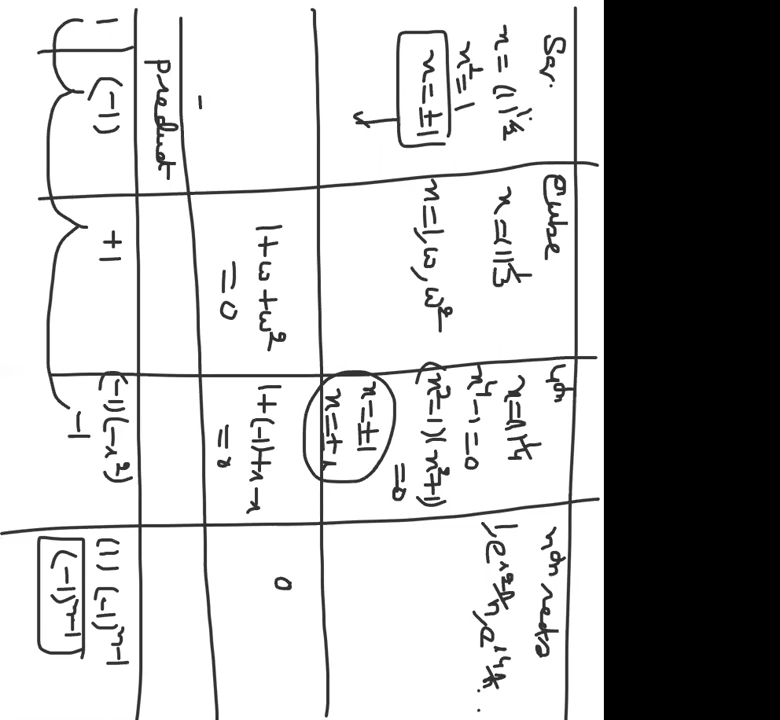 Sqr.
x = (1)^½
x² = 1
x = ±1
Cube
x = (1)^⅓
x = 1, ω, ω²
4th
x = 1^¼
x⁴ - 1 = 0
(x²-1)(x²+1)
= 0
x = ±1
x = ±i
nth roots
1, e^{i2π/n}, e^{i4π/n} ...
-
1 + ω + ω²
= 0
1 + (-1) + i - i
= 0
0
Product
1
(-1)
+1
(-1)(-i²)
-1
(1)(-1)^{n-1}
(-1)^{n-1}